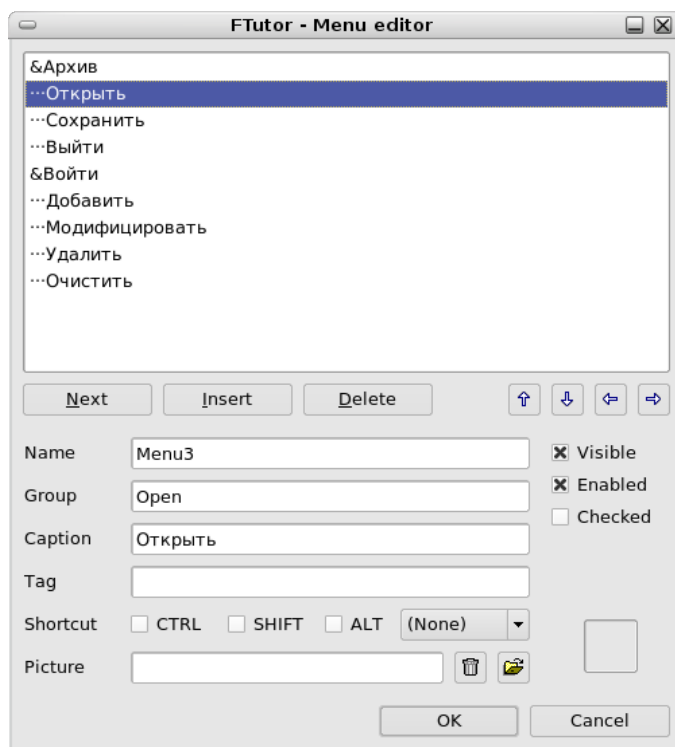 FTutor - Menu editor
&Архив
···Открыть
···Сохранить
···Выйти
&Войти
···Добавить
···Модифицировать
···Удалить
···Очистить
Next Insert Delete
Name Menu3 Visible
Group Open Enabled
Caption Открыть Checked
Tag
Shortcut CTRL SHIFT ALT (None)
Picture
OK Cancel